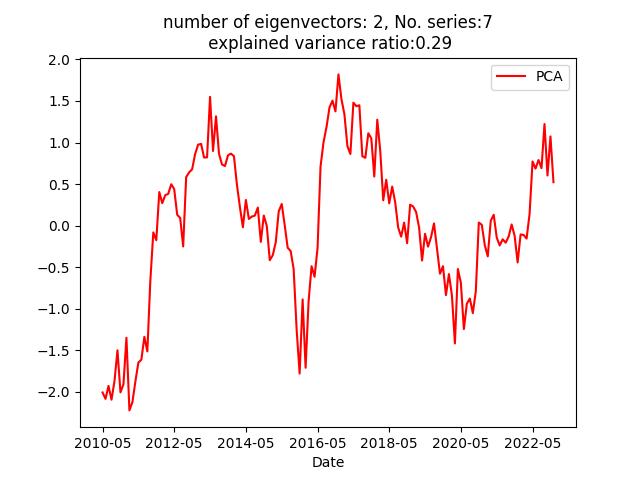 number of eigenvectors: 2, No. series:7
explained variance ratio:0.29
PCA
2.0
1.5
1.0
0.5
0.0
−0.5
−1.0
−1.5
−2.0
2010-05 2012-05 2014-05 2016-05 2018-05 2020-05 2022-05
Date